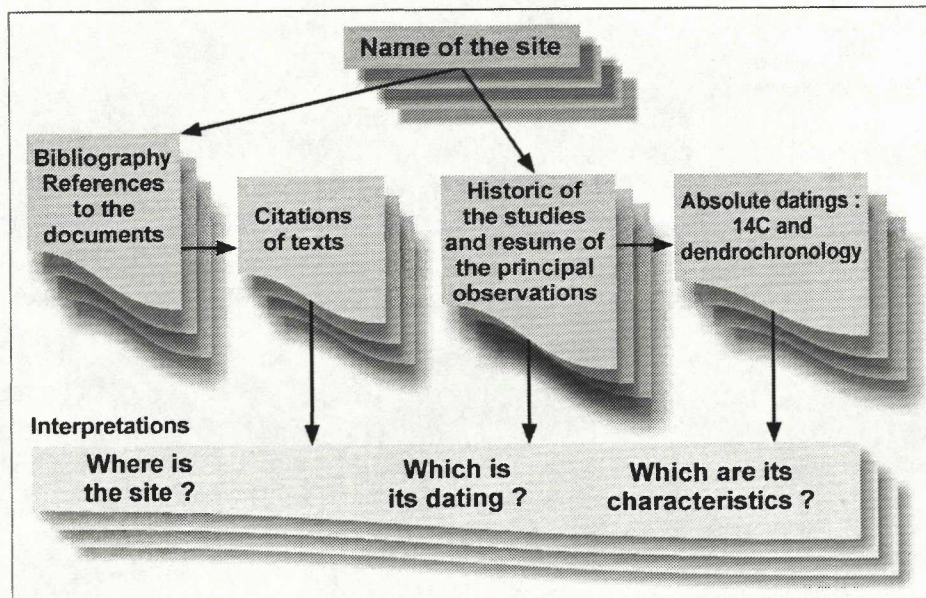 Name of the site
Bibliography
References
to the
documents
Citations
of texts
Historic of
the studies
and resume of
the principal
observations
Absolute datings :
14C and
dendrochronology
Interpretations
Where is
the site ?
Which is
its dating ?
Which are its
characteristics ?